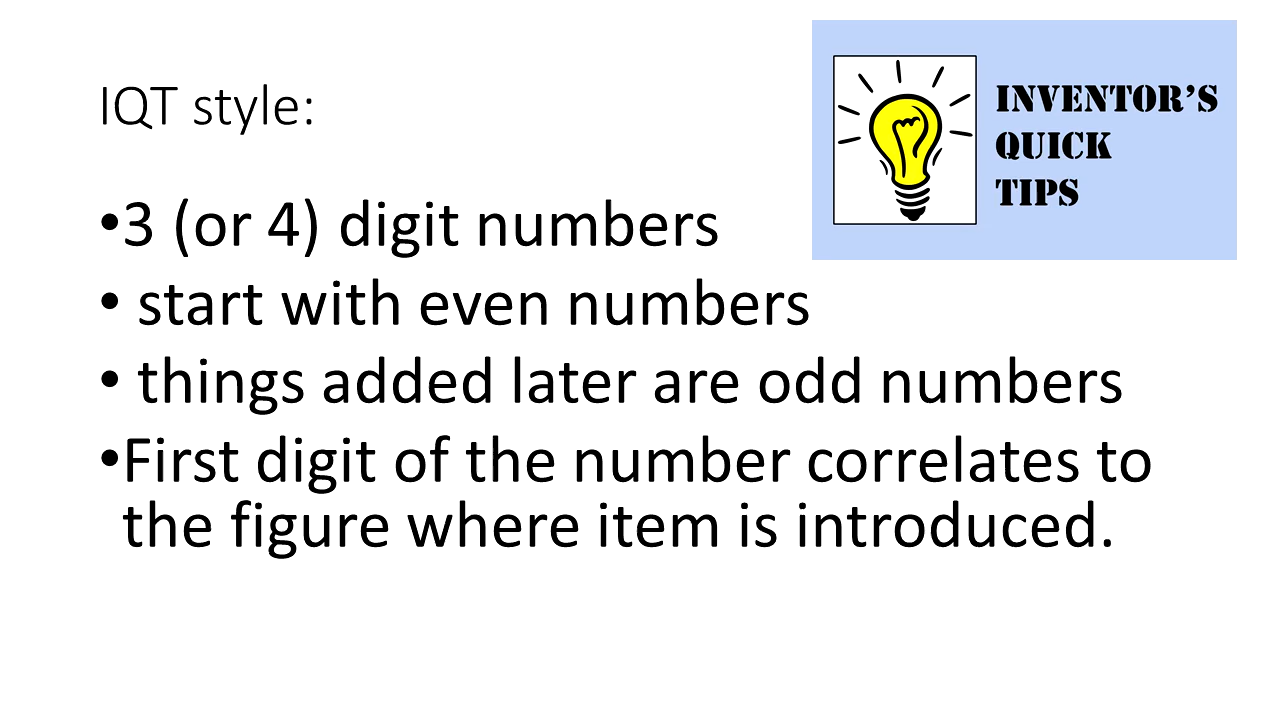 IQT style:
INVENTOR'S
QUICK
TIPS
•3 (or 4) digit numbers
• start with even numbers
• things added later are odd numbers
•First digit of the number correlates to
the figure where item is introduced.